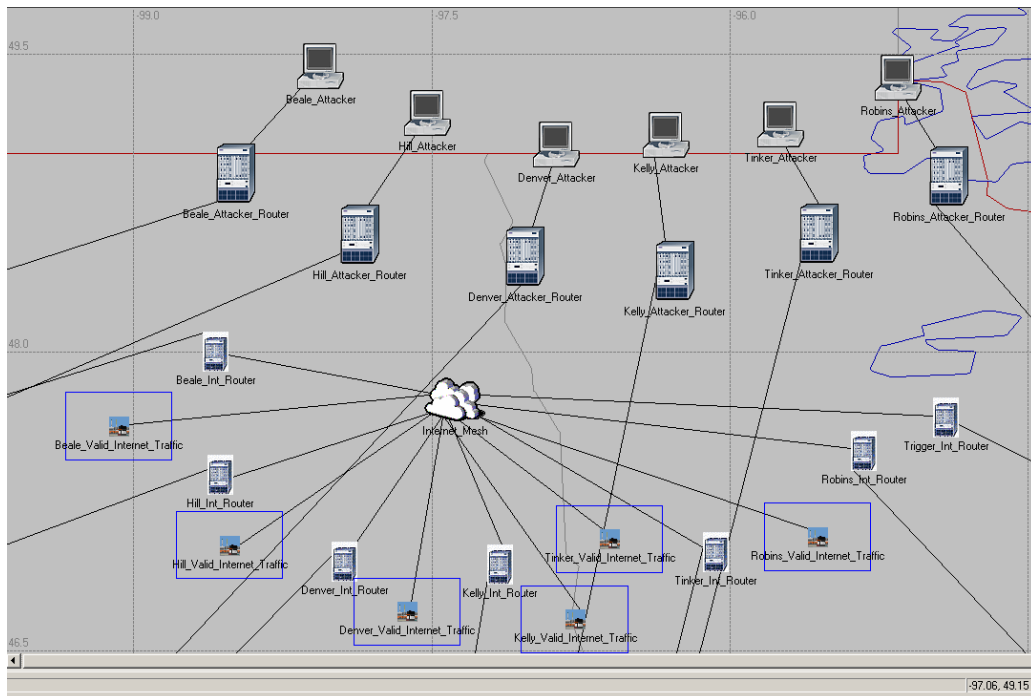 -99.0
-97.5
-96.0
49.5
Beale_Attacker
Hill_Attacker
Denver_Attacker
Kelly_Attacker
Tinker_Attacker
Robins_Attacker
Beale_Attacker_Router
Hill_Attacker_Router
Denver_Attacker_Router
Kelly_Attacker_Router
Tinker_Attacker_Router
Robins_Attacker_Router
48.0
Beale_Int_Router
Internet_Mesh
Beale_Valid_Internet_Traffic
Trigger_Int_Router
Robins_Int_Router
Hill_Int_Router
Hill_Valid_Internet_Traffic
Tinker_Valid_Internet_Traffic
Robins_Valid_Internet_Traffic
Denver_Int_Router
Kelly_Int_Router
Tinker_Int_Router
Denver_Valid_Internet_Traffic
Kelly_Valid_Internet_Traffic
46.5
-97.06, 49.15